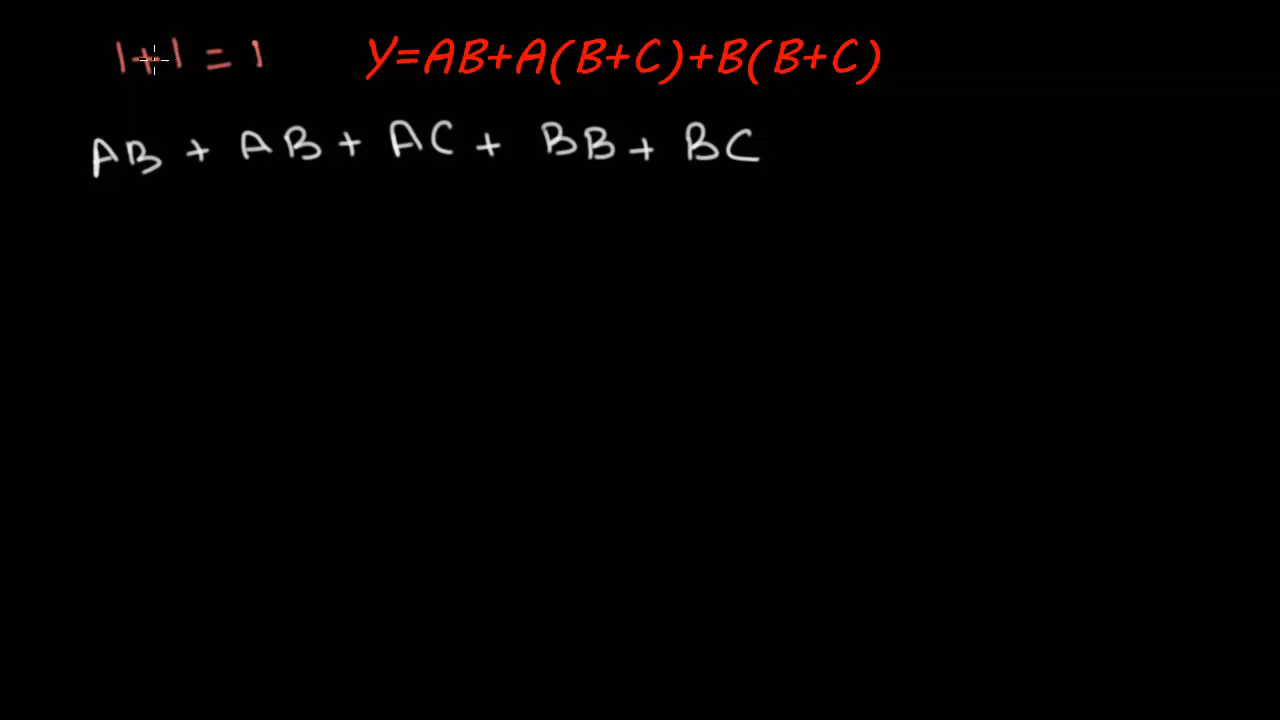 1+1 = 1 Y=AB+A(B+C)+B(B+C)
AB + AB + AC + BB + BC